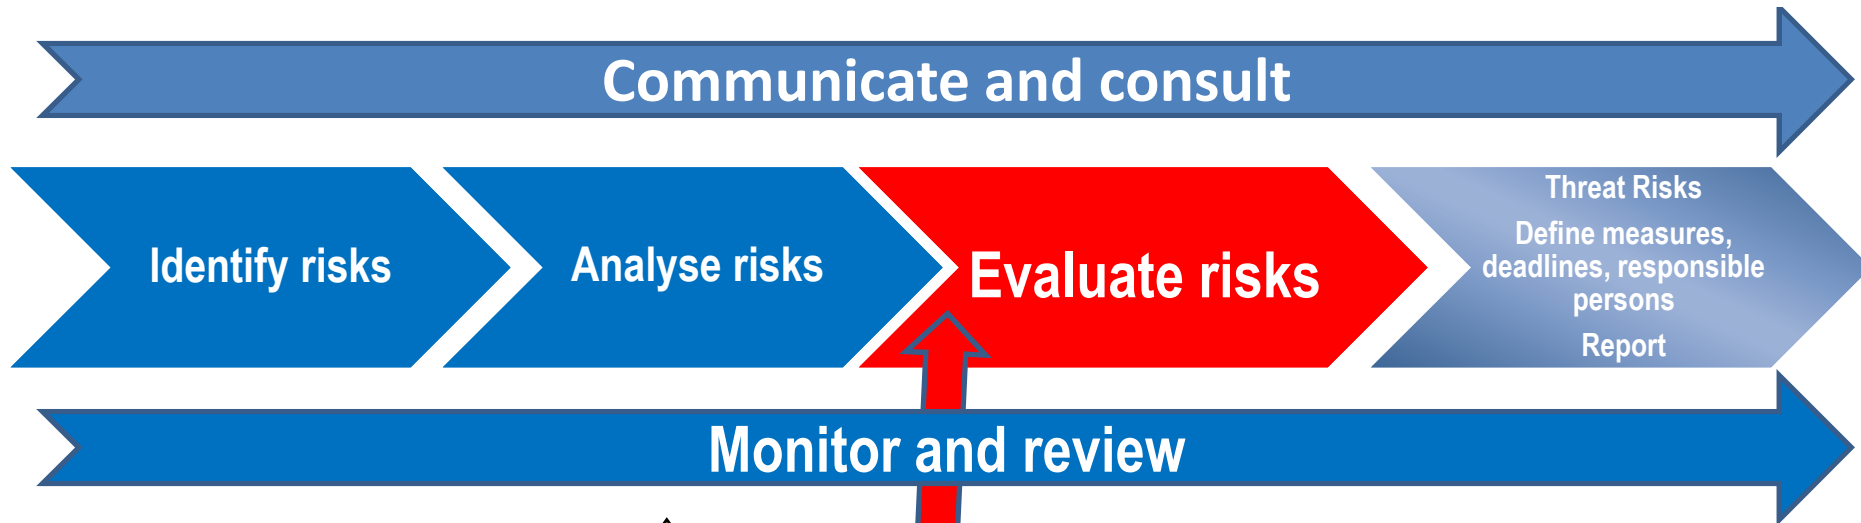 Communicate and consult
Identify risks
Analyse risks
Evaluate risks
Threat Risks
Define measures,
deadlines, responsible
persons
Report
Monitor and review